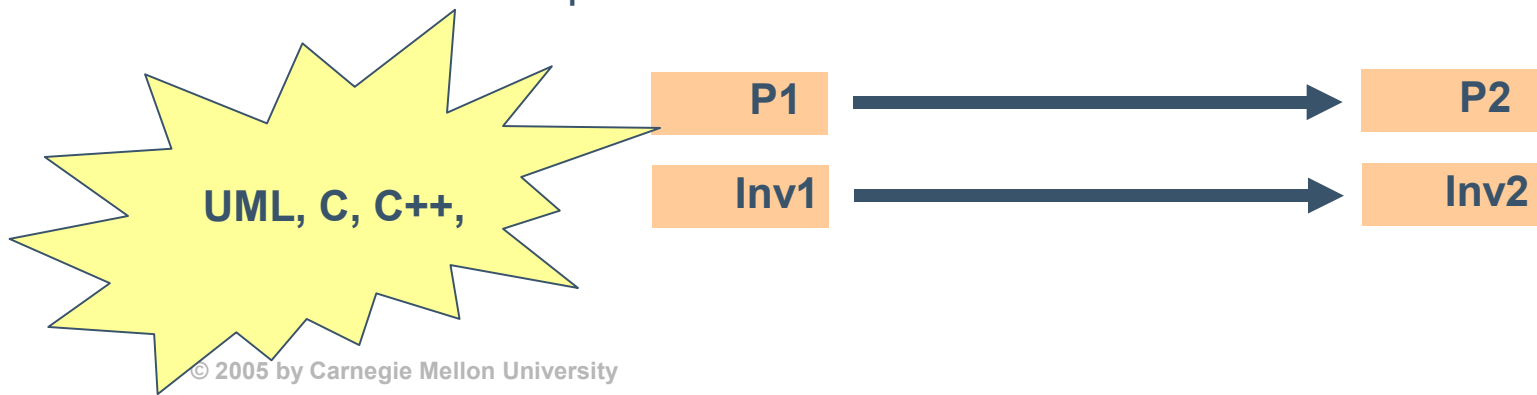 P1
P2
UML, C, C++,
Inv1
Inv2
© 2005 by Carnegie Mellon University